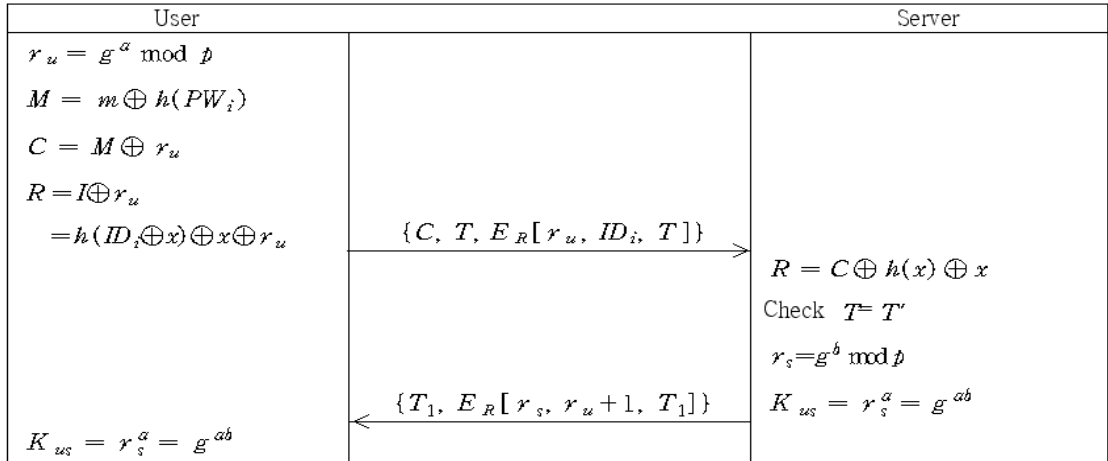 User Server
r_u = g^a mod p
M = m ⊕ h(PW_i)
C = M ⊕ r_u
R = I ⊕ r_u
= h(ID_i ⊕ x) ⊕ x ⊕ r_u
{C, T, E_R[r_u, ID_i, T]}
R = C ⊕ h(x) ⊕ x
Check T = T'
r_s = g^b mod p
{T_1, E_R[r_s, r_u + 1, T_1]}
K_us = r_s^a = g^ab
K_us = r_s^a = g^ab